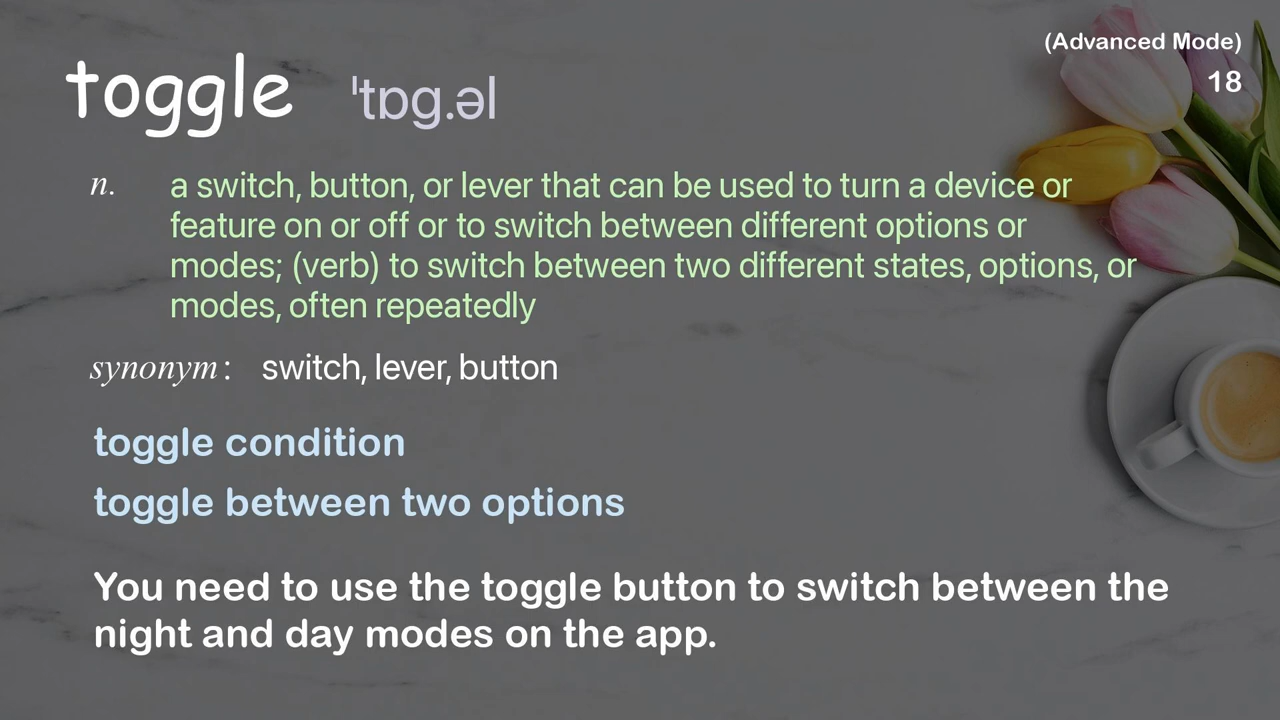 (Advanced Mode)
18
toggle ˈtɒg.əl
n. a switch, button, or lever that can be used to turn a device or
feature on or off or to switch between different options or
modes; (verb) to switch between two different states, options, or
modes, often repeatedly
synonym: switch, lever, button
toggle condition
toggle between two options
You need to use the toggle button to switch between the
night and day modes on the app.